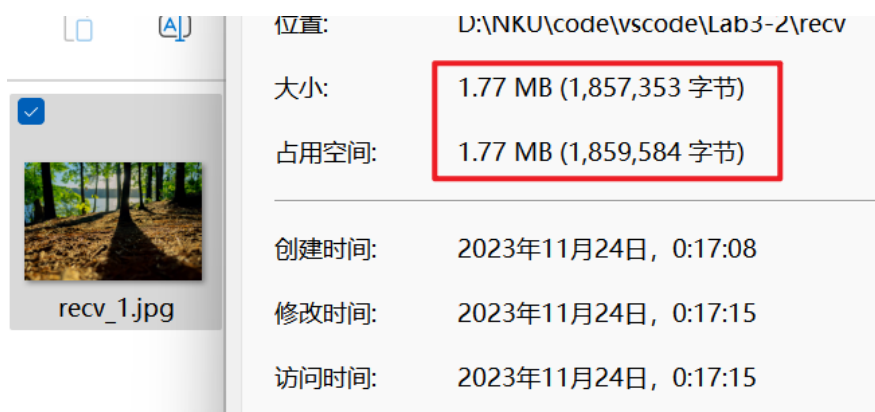 位置: D:\NKU\code\vscode\Lab3-2\recv
大小: 1.77 MB (1,857,353 字节)
占用空间: 1.77 MB (1,859,584 字节)
创建时间: 2023年11月24日，0:17:08
修改时间: 2023年11月24日，0:17:15
访问时间: 2023年11月24日，0:17:15
recv_1.jpg